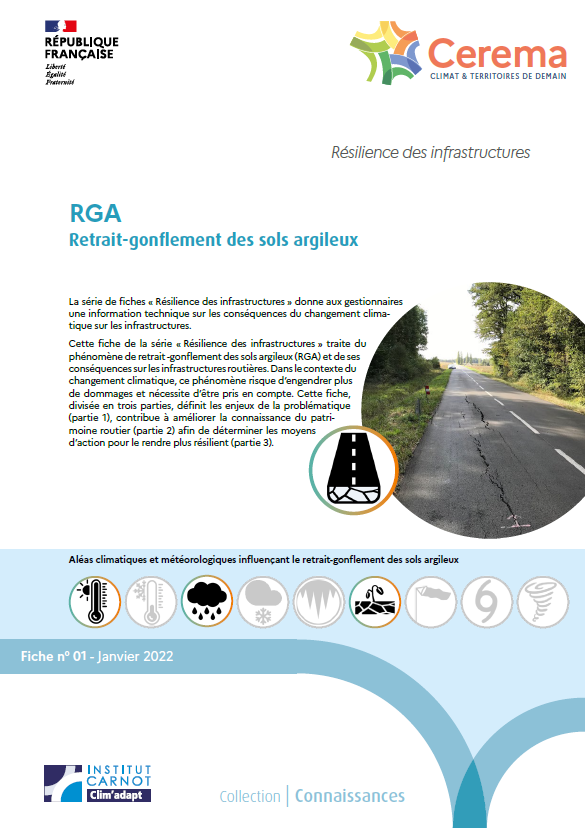 RÉPUBLIQUE
FRANÇAISE
Liberté
Égalité
Fraternité
Cerema
CLIMAT & TERRITOIRES DE DEMAIN
Résilience des infrastructures
RGA
Retrait-gonflement des sols argileux
La série de fiches « Résilience des infrastructures » donne aux gestionnaires
une information technique sur les conséquences du changement clima-
tique sur les infrastructures.
Cette fiche de la série « Résilience des infrastructures » traite du
phénomène de retrait -gonflement des sols argileux (RGA) et de ses
conséquences sur les infrastructures routières. Dans le contexte du
changement climatique, ce phénomène risque d'engendrer plus
de dommages et nécessite d'être pris en compte. Cette fiche,
divisée en trois parties, définit les enjeux de la problématique
(partie 1), contribue à améliorer la connaissance du patri-
moine routier (partie 2) afin de déterminer les moyens
d'action pour le rendre plus résilient (partie 3).
Aléas climatiques et météorologiques influençant le retrait-gonflement des sols argileux
Fiche n° 01 - Janvier 2022
INSTITUT
CARNOT
Clim'adapt
Collection | Connaissances